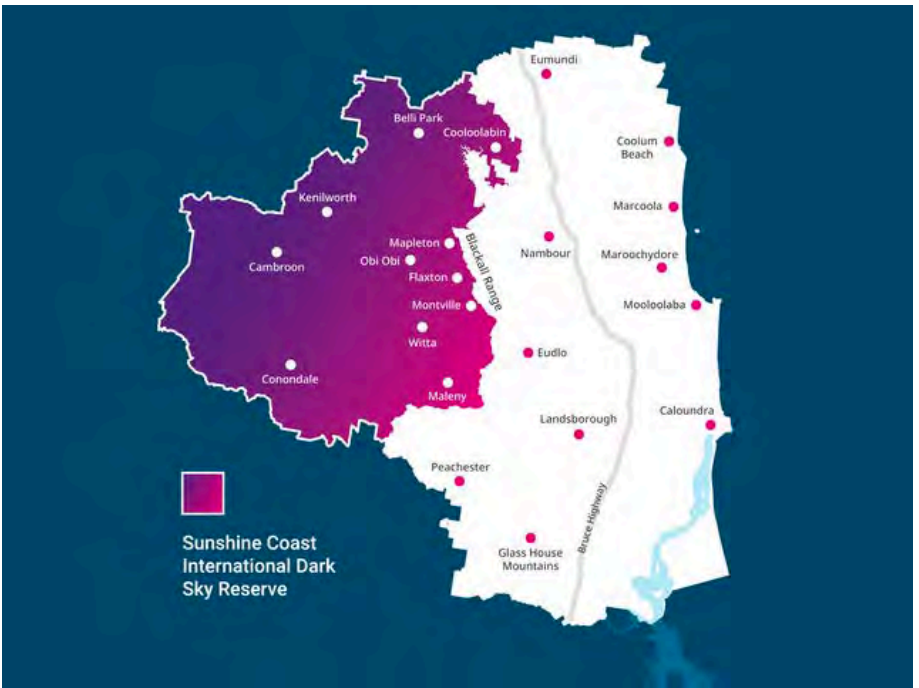 Eumundi
Belli Park
Cooloolabin
Coolum
Beach
Kenilworth
Marcoola
Mapleton
Blackall Range
Nambour
Maroochydore
Obi Obi
Cambroon
Flaxton
Montville
Mooloolaba
Witta
Eudlo
Conondale
Maleny
Landsborough
Caloundra
Peachester
Bruce Highway
Glass House
Mountains
Sunshine Coast
International Dark
Sky Reserve